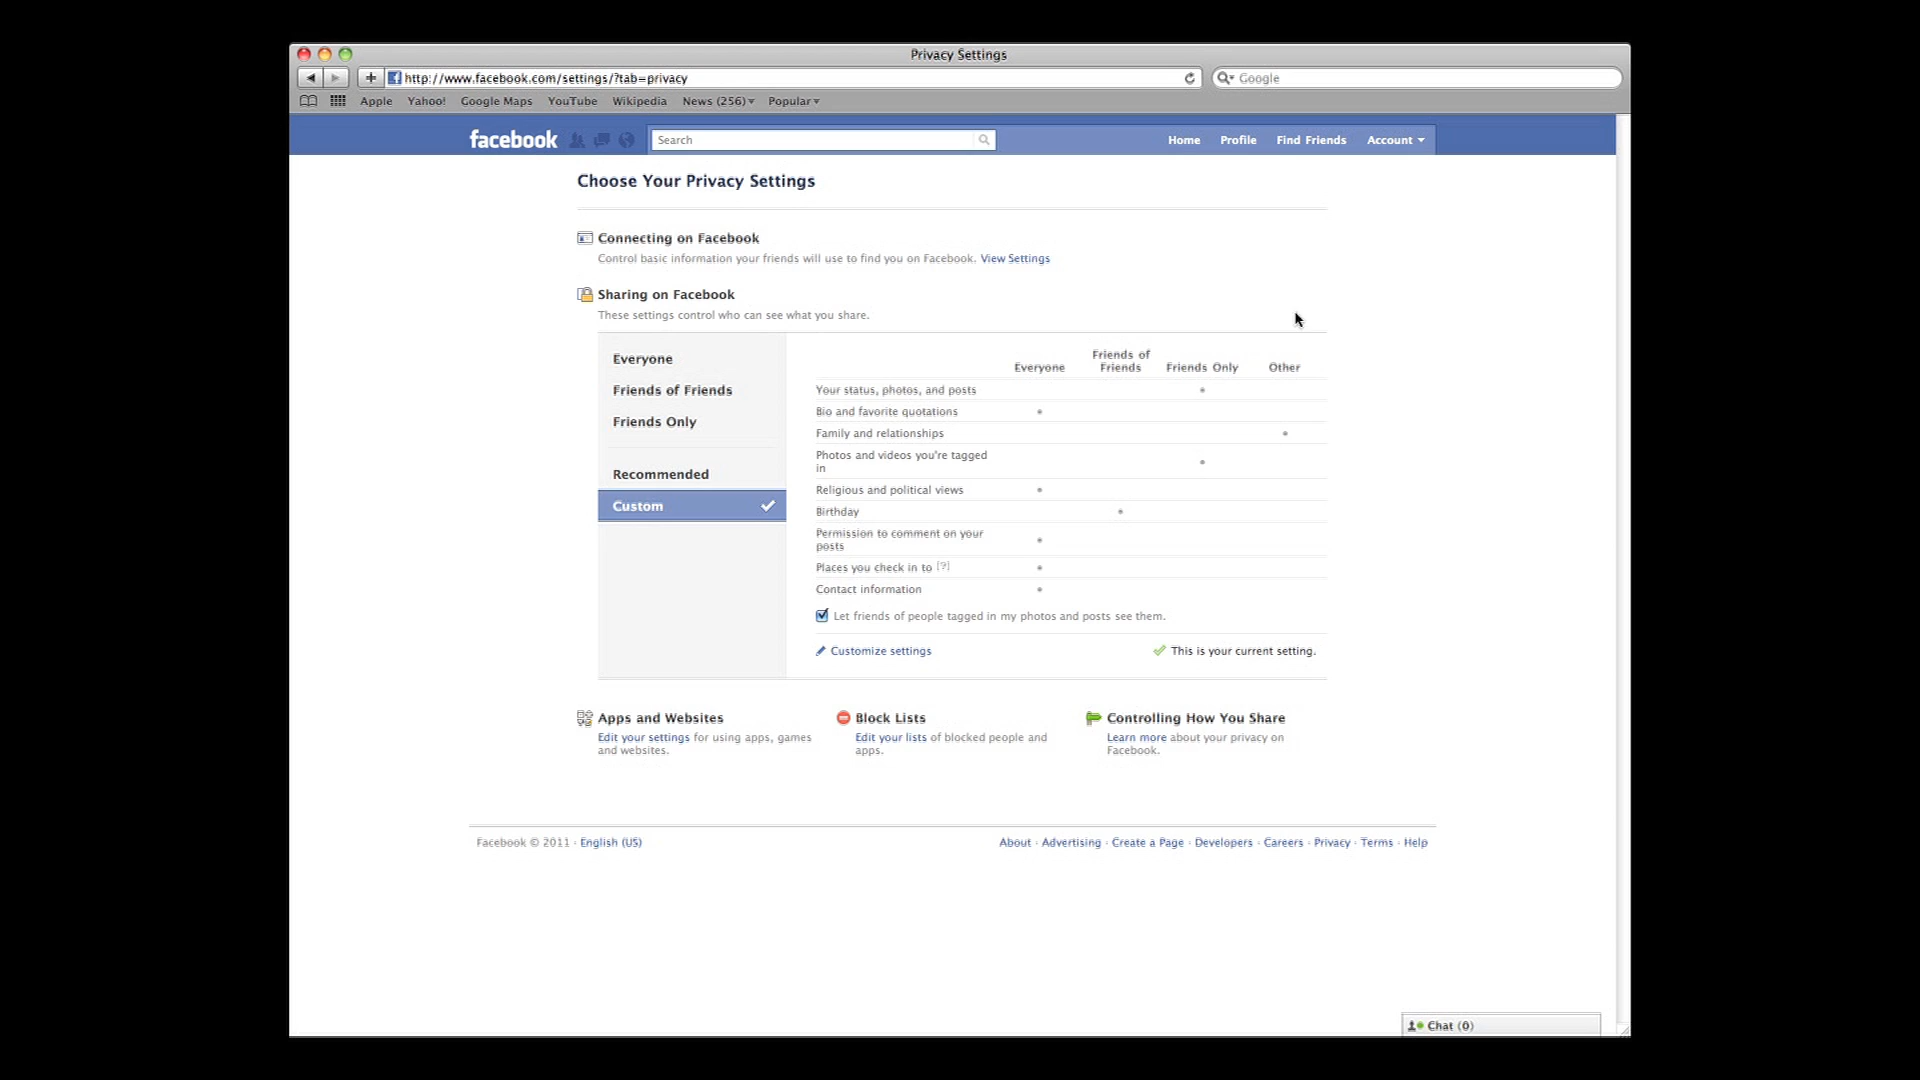 Privacy Settings
http://www.facebook.com/settings/?tab=privacy
Google
Apple Yahoo! Google Maps YouTube Wikipedia News (256) Popular
facebook
Search
Home Profile Find Friends Account
Choose Your Privacy Settings
Connecting on Facebook
Control basic information your friends will use to find you on Facebook. View Settings
Sharing on Facebook
These settings control who can see what you share.
Everyone
Friends of Friends
Friends Only
Recommended
Custom
Everyone Friends of Friends Friends Only Other
Your status, photos, and posts
Bio and favorite quotations
Family and relationships
Photos and videos you're tagged
in
Religious and political views
Birthday
Permission to comment on your
posts
Places you check in to [?]
Contact information
Let friends of people tagged in my photos and posts see them.
Customize settings
This is your current setting.
Apps and Websites
Edit your settings for using apps, games
and websites.
Block Lists
Edit your lists of blocked people and
apps.
Controlling How You Share
Learn more about your privacy on
Facebook.
Facebook © 2011 · English (US)
About · Advertising · Create a Page · Developers · Careers · Privacy · Terms · Help
Chat (0)